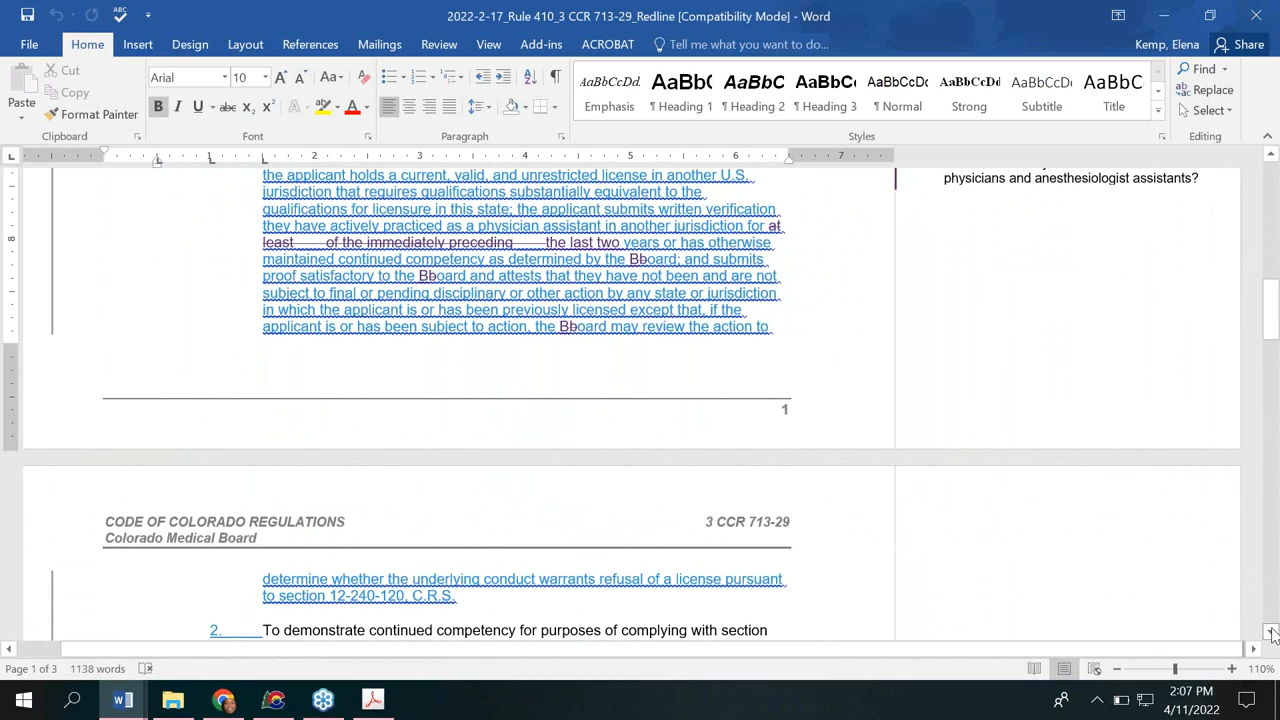 2022-2-17_Rule 410_3 CCR 713-29_Redline [Compatibility Mode] - Word
File Home Insert Design Layout References Mailings Review View Add-ins ACROBAT Tell me what you want to do... Kemp, Elena Share
Paste
Cut
Copy
Format Painter
Clipboard
Arial 10
Font
Paragraph
AaBbCcDd. AaBb( AaBb( AaBbC( AaBbCcDd AaBbCcDd AaBbCcDd AaBbC
Emphasis ¶ Heading 1 ¶ Heading 2 ¶ Heading 3 ¶ Normal Strong Subtitle Title
Styles
Find
Replace
Select
Editing
2 3 4 5 6 7
8
the applicant holds a current, valid, and unrestricted license in another U.S.
jurisdiction that requires qualifications substantially equivalent to the
qualifications for licensure in this state; the applicant submits written verification
they have actively practiced as a physician assistant in another jurisdiction for at
least of the immediately preceding the last two years or has otherwise
maintained continued competency as determined by the Bboard; and submits
proof satisfactory to the Bboard and attests that they have not been and are not
subject to final or pending disciplinary or other action by any state or jurisdiction
in which the applicant is or has been previously licensed except that, if the
applicant is or has been subject to action, the Bboard may review the action to
physicians and anesthesiologist assistants?
1
CODE OF COLORADO REGULATIONS 3 CCR 713-29
Colorado Medical Board
determine whether the underlying conduct warrants refusal of a license pursuant
to section 12-240-120, C.R.S.
2. To demonstrate continued competency for purposes of complying with section
Page 1 of 3 1138 words 110%
2:07 PM
4/11/2022